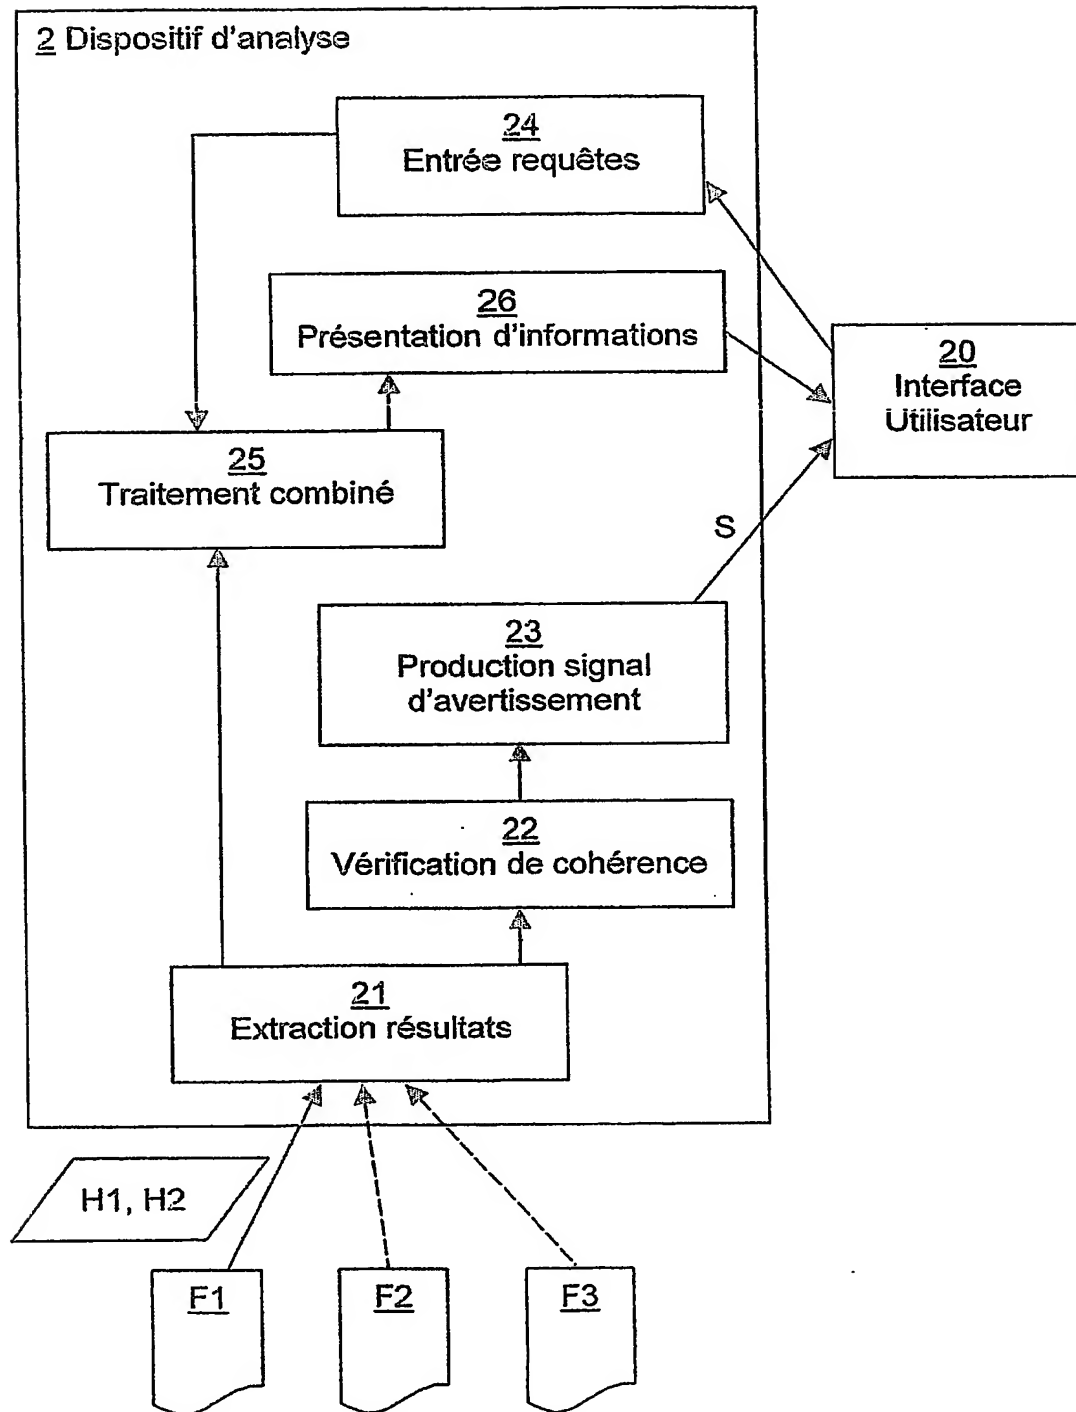 2 Dispositif d'analyse
24
Entrée requêtes
26
Présentation d'informations
20
Interface
Utilisateur
25
Traitement combiné
S
23
Production signal
d'avertissement
22
Vérification de cohérence
21
Extraction résultats
H1, H2
F1
F2
F3